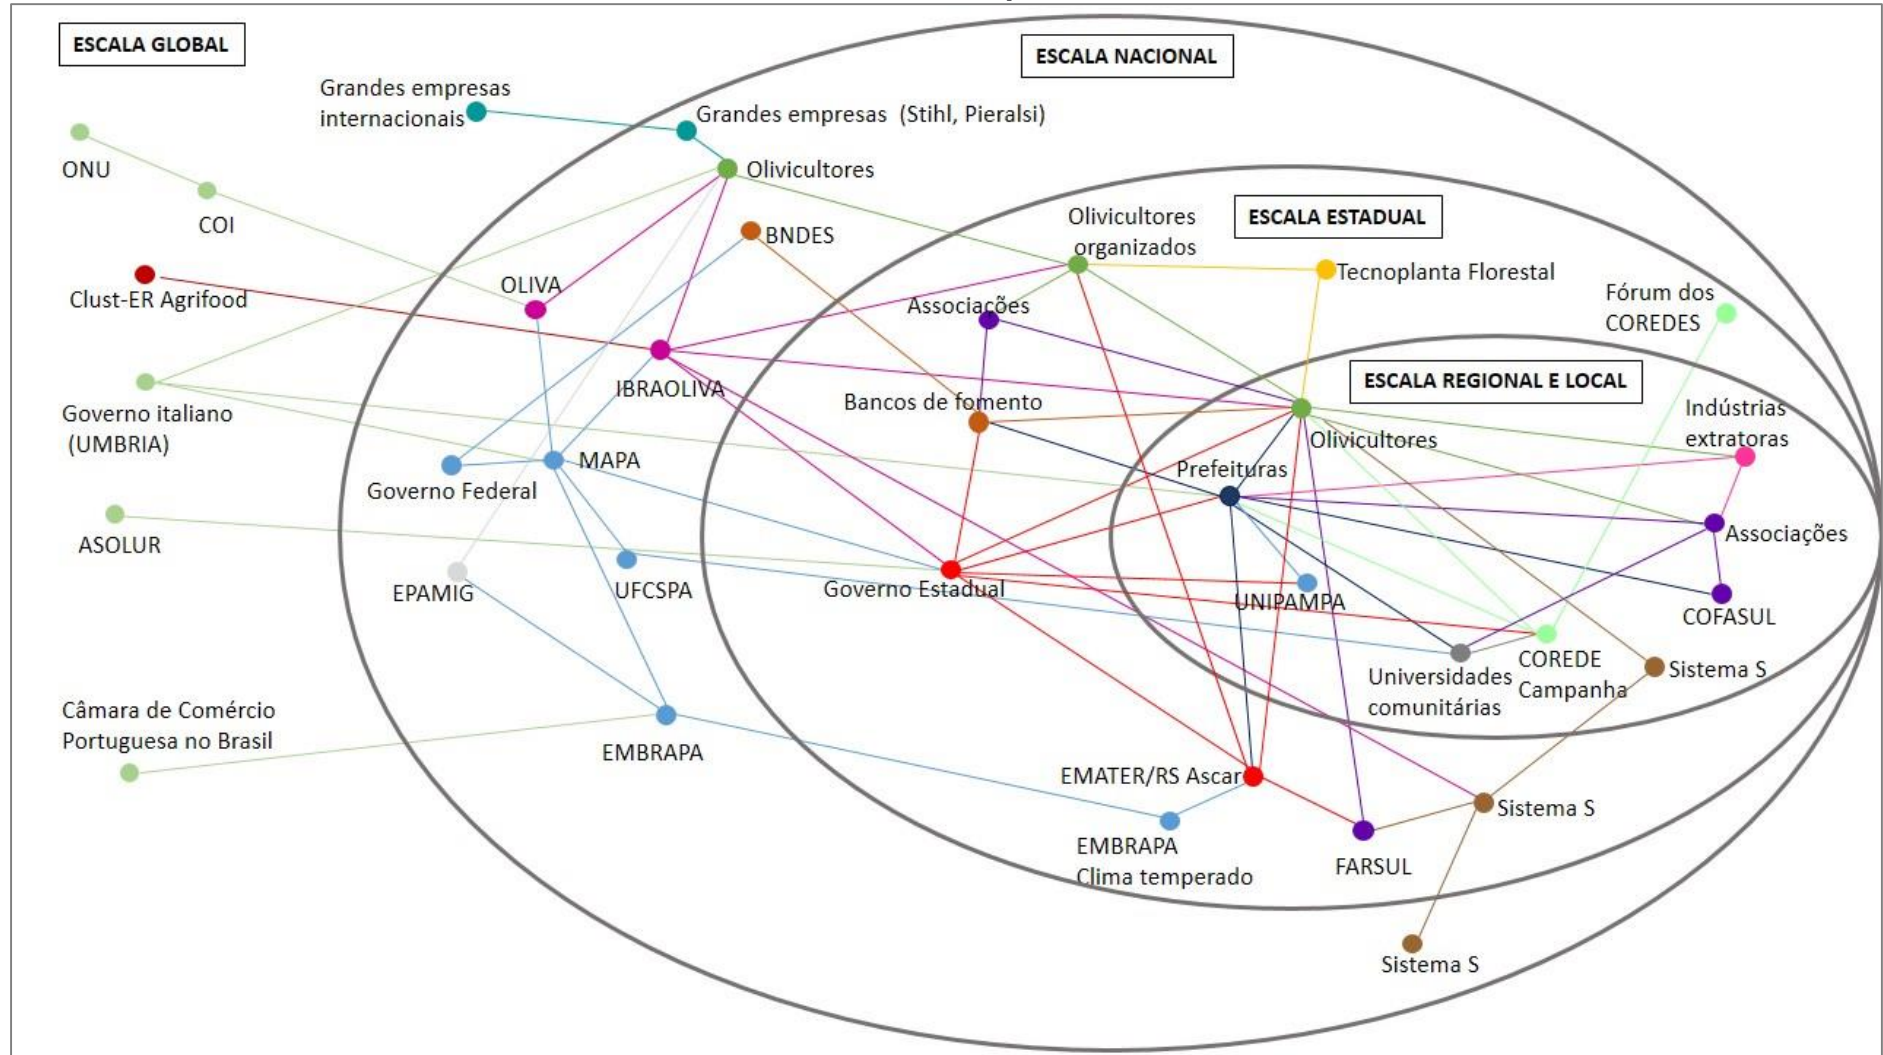 ESCALA GLOBAL
ESCALA NACIONAL
Grandes empresas
internacionais
Grandes empresas (Stihl, Pieralsi)
ONU
Olivicultores
COI
Olivicultores
organizados
ESCALA ESTADUAL
BNDES
Tecnoplanta Florestal
OLIVA
Clust-ER Agrifood
Associações
Fórum dos
COREDES
IBRAOLIVA
ESCALA REGIONAL E LOCAL
Governo italiano
(UMBRIA)
Bancos de fomento
Indústrias
extratoras
Olivicultores
MAPA
Prefeituras
Governo Federal
ASOLUR
Associações
EPAMIG
UFCSPA
Governo Estadual
UNIPAMPA
COFASUL
COREDE
Campanha
Universidades
comunitárias
Sistema S
Câmara de Comércio
Portuguesa no Brasil
EMBRAPA
EMATER/RS Ascar
Sistema S
EMBRAPA
Clima temperado
FARSUL
Sistema S